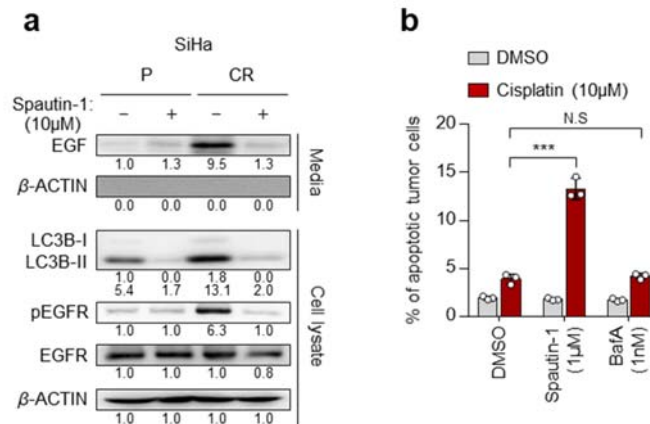 a
SiHa
P CR
Spautin-1: − + − +
(10μM)
EGF
1.0 1.3 9.5 1.3
β-ACTIN
0.0 0.0 0.0 0.0
Media
LC3B-I
LC3B-II
1.0 0.0 1.8 0.0
5.4 1.7 13.1 2.0
pEGFR
1.0 1.0 6.3 1.0
EGFR
1.0 1.0 1.0 0.8
β-ACTIN
1.0 1.0 1.0 1.0
Cell lysate
b
DMSO
Cisplatin (10μM)
N.S
***
% of apoptotic tumor cells
20
15
10
5
0
DMSO
Spautin-1
(1μM)
BafA
(1nM)